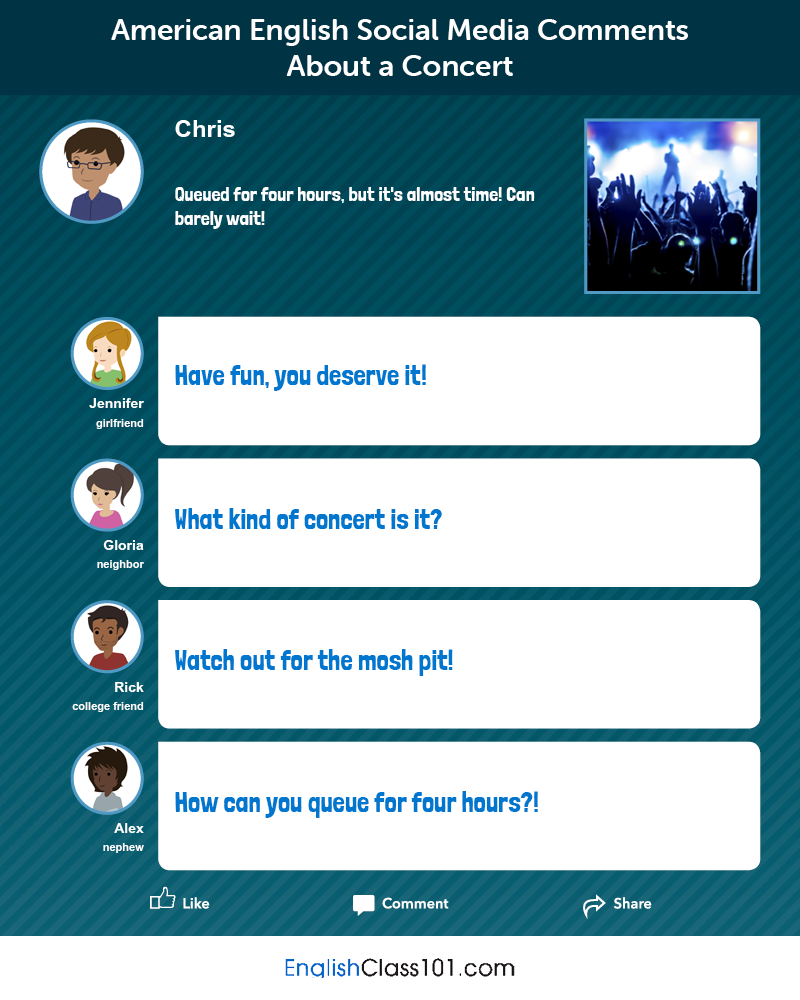 American English Social Media Comments
About a Concert
Chris
Queued for four hours, but it's almost time! Can
barely wait!
Have fun, you deserve it!
Jennifer
girlfriend
What kind of concert is it?
Gloria
neighbor
Watch out for the mosh pit!
Rick
college friend
How can you queue for four hours?!
Alex
nephew
Like
Comment
Share
EnglishClass101.com